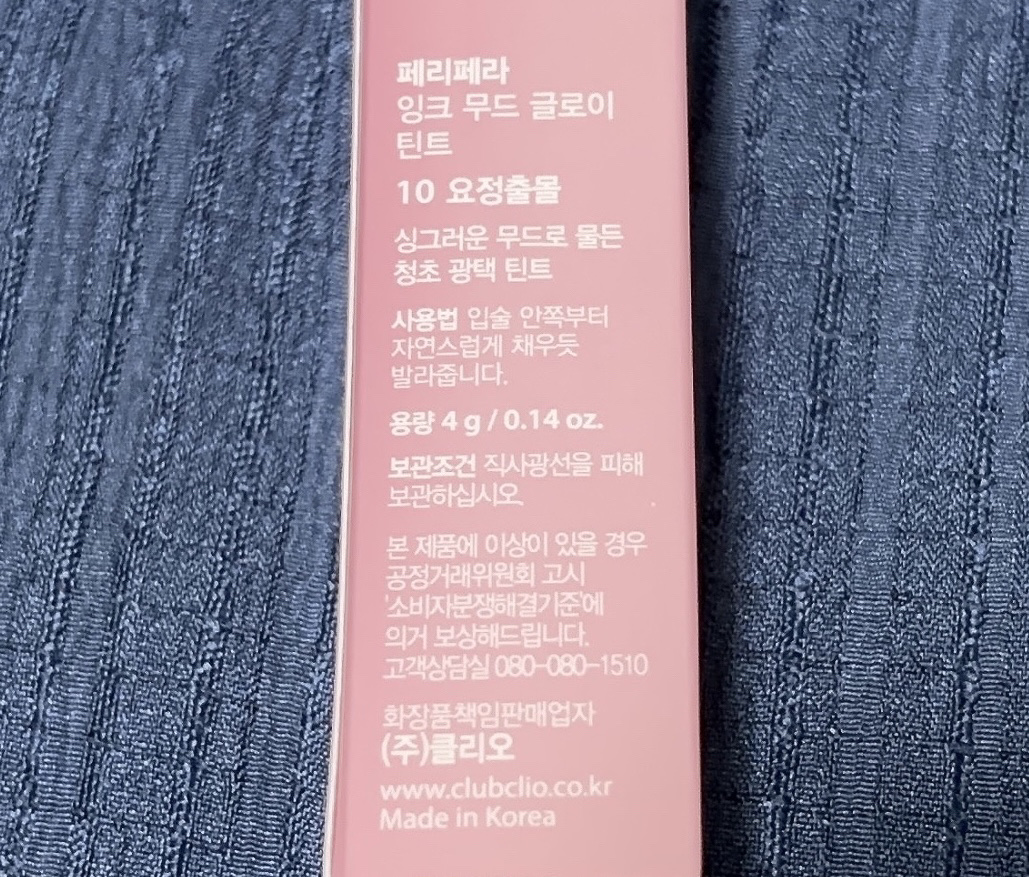 페리페라
잉크 무드 글로이
틴트
10 요정출몰
싱그러운 무드로 물든
청초 광택 틴트
사용법 입술 안쪽부터
자연스럽게 채우듯
발라줍니다.
용량 4 g / 0.14 oz.
보관조건 직사광선을 피해
보관하십시오.
본 제품에 이상이 있을 경우
공정거래위원회 고시
'소비자분쟁해결기준'에
의거 보상해드립니다.
고객상담실 080-080-1510
화장품책임판매업자
(주)클리오
www.clubclio.co.kr
Made in Korea